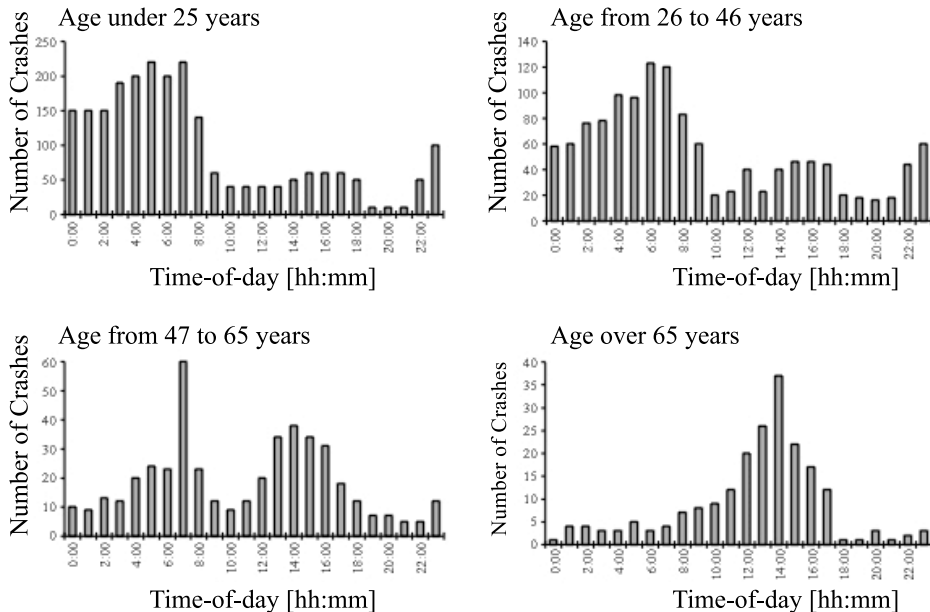 Age under 25 years
Number of Crashes
250
200
150
100
50
0
0:00 2:00 4:00 6:00 8:00 10:00 12:00 14:00 16:00 18:00 20:00 22:00
Time-of-day [hh:mm]
Age from 26 to 46 years
Number of Crashes
140
120
100
80
60
40
20
0
0:00 2:00 4:00 6:00 8:00 10:00 12:00 14:00 16:00 18:00 20:00 22:00
Time-of-day [hh:mm]
Age from 47 to 65 years
Number of Crashes
60
50
40
30
20
10
0
0:00 2:00 4:00 6:00 8:00 10:00 12:00 14:00 16:00 18:00 20:00 22:00
Time-of-day [hh:mm]
Age over 65 years
Number of Crashes
40
35
30
25
20
15
10
5
0
0:00 2:00 4:00 6:00 8:00 10:00 12:00 14:00 16:00 18:00 20:00 22:00
Time-of-day [hh:mm]